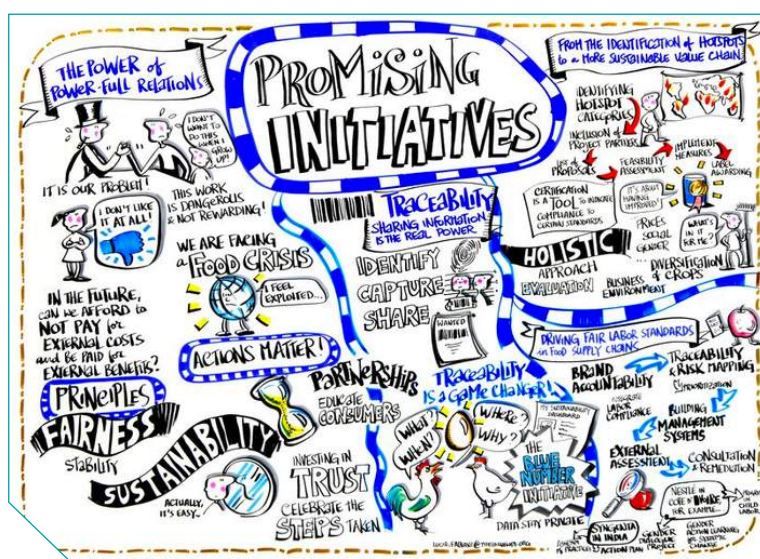 PROMISING
INITIATIVES
THE POWER of
POWER-FULL RELATIONS
I DON'T
WANT TO
DO THIS
WHEN I
GROW
UP!
IT IS OUR PROBLEM!
THIS WORK
IS DANGEROUS
& NOT REWARDING!
I DON'T LIKE
IT AT ALL!
WE ARE FACING
a FOOD CRISIS
I FEEL
EXPLOITED...
IN THE FUTURE,
CAN WE AFFORD to
NOT PAY for
EXTERNAL COSTS
and BE PAID for
EXTERNAL BENEFITS?
ACTIONS MATTER!
PRINCIPLES
FAIRNESS
STABILITY
SUSTAINABILITY
ACTUALLY,
IT'S EASY...
PARTNERSHIPS
EDUCATE
CONSUMERS
INVESTING IN
TRUST
CELEBRATE THE
STEPS TAKEN
TRACEABILITY
SHARING INFORMATION
IS THE REAL POWER.
IDENTIFY
CAPTURE
SHARE
WANTED
TRACEABILITY
IS A GAME CHANGER!
WHAT?
WHEN?
WHERE?
WHY?
THE
BLUE
NUMBER
INITIATIVE
DATA STAY PRIVATE
FROM THE IDENTIFICATION of HOTSPOTS
to a MORE SUSTAINABLE VALUE CHAIN
IDENTIFYING
HOTSPOT
CATEGORIES
INCLUSION OF
PROJECT PARTNERS
LIST OF
PROPOSALS
FEASIBILITY
ASSESSMENT
IMPLEMENT
MEASURES
LABEL
AWARDING
CERTIFICATION
IS A TOOL TO INDICATE
COMPLIANCE TO
CERTAIN STANDARDS
IT'S ABOUT
HAVING
IMPROVED!
PRICES
SOCIAL
GENDER
WHAT'S
IN IT
FOR ME?
HOLISTIC
APPROACH
EVALUATION
BUSINESS
ENVIRONMENT
... DIVERSIFICATION
of CROPS
DRIVING FAIR LABOR STANDARDS
in FOOD SUPPLY CHAINS
BRAND
ACCOUNTABILITY
TRACEABILITY
& RISK MAPPING
LABOR
COMPLIANCE
BUILDING
MANAGEMENT
SYSTEMS
EXTERNAL
ASSESSMENT
CONSULTATION
& REMEDIATION
NESTLÉ IN
FOR EXAMPLE
SYNGENTA
IN INDIA
GENDER
ACTION PLAN
GENDER
ACTION LEARNING